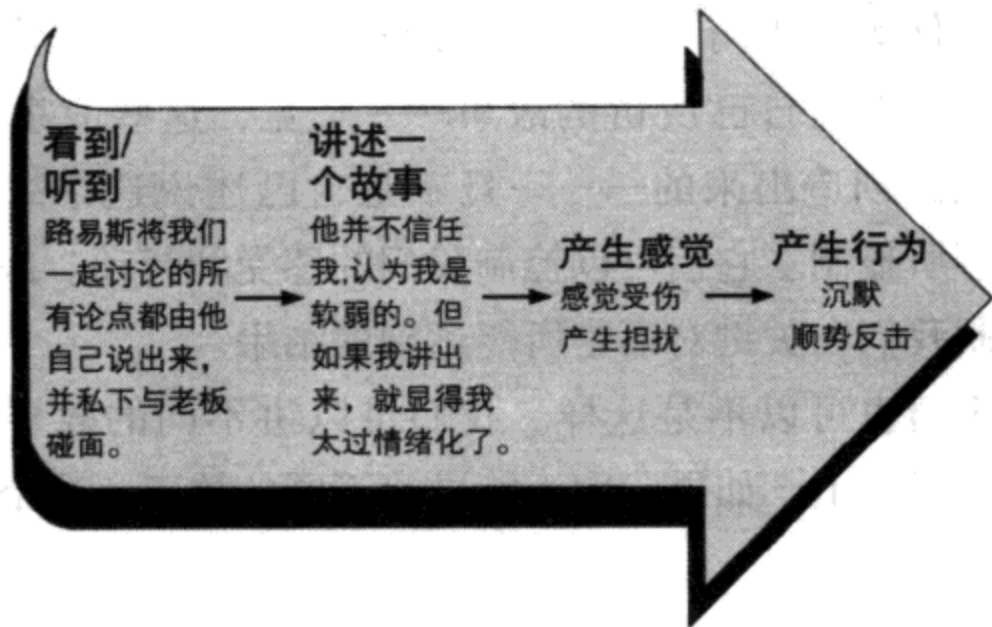 看到/
听到
路易斯将我们
一起讨论的所
有论点都由他
自己说出来，
并私下与老板
碰面。
讲述一
个故事
他并不信任
我,认为我是
软弱的。但
如果我讲出
来，就显得我
太过情绪化了。
产生感觉
感觉受伤
产生担扰
产生行为
沉默
顺势反击